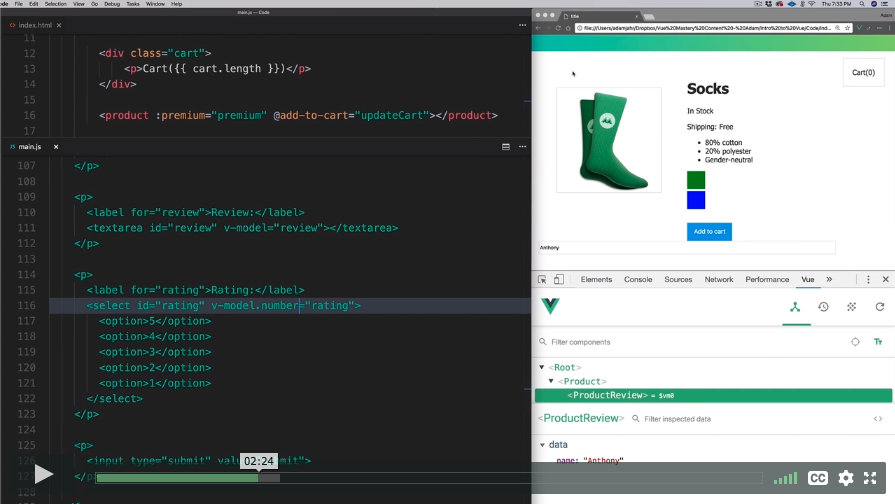 Code File Edit Selection View Go Debug Tasks Window Help
Thu 7:33 PM Adam
main.js — Code
index.html
11
12 <div class="cart">
13 <p>Cart({{ cart.length }})</p>
14 </div>
15
16 <product :premium="premium" @add-to-cart="updateCart"></product>
17
main.js
107 </p>
108
109 <p>
110 <label for="review">Review:</label>
111 <textarea id="review" v-model="review"></textarea>
112 </p>
113
114 <p>
115 <label for="rating">Rating:</label>
116 <select id="rating" v-model.number="rating">
117 <option>5</option>
118 <option>4</option>
119 <option>3</option>
120 <option>2</option>
121 <option>1</option>
122 </select>
123 </p>
124
125 <p>
126 <input type="submit"
127 </p>
128
02:24
CC
title
Adam
file:///Users/adamjahr/Dropbox/Vue%20Mastery%20Content%20-%20Adam/Intro%20to%20Vue/Code/ind...
Cart(0)
Socks
In Stock
Shipping: Free
80% cotton
20% polyester
Gender-neutral
Add to cart
Anthony
Elements Console Sources Network Performance Vue
Filter components
<Root>
<Product>
<ProductReview> = $vm0
<ProductReview> Filter inspected data
data
name: "Anthony"